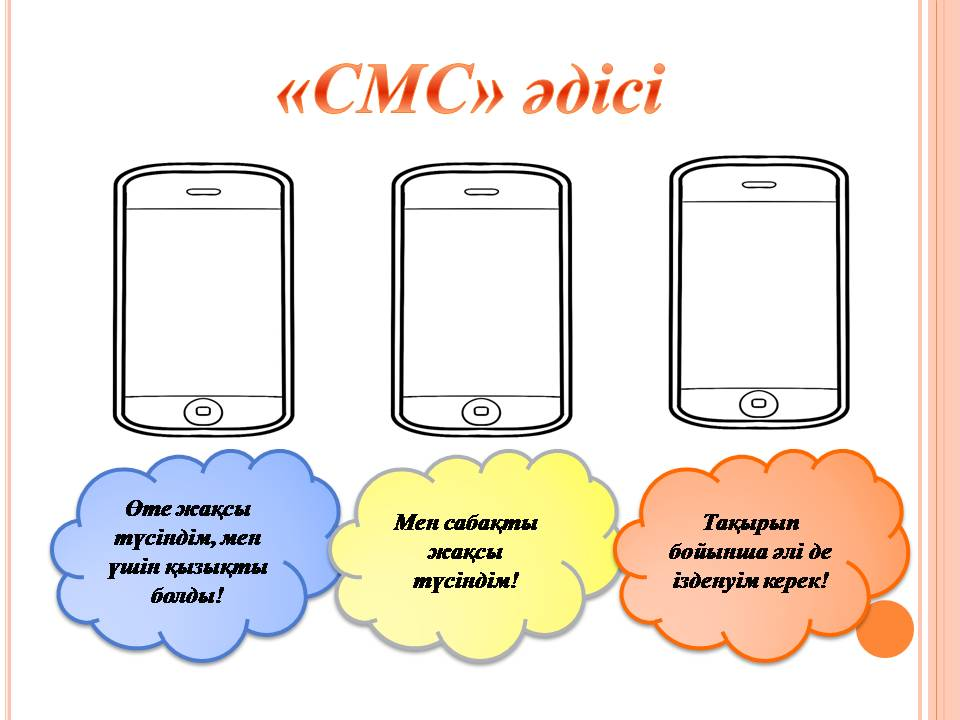 «СМС» әдісі
Өте жақсы
түсіндім, мен
үшін қызықты
болды!
Мен сабақты
жақсы
түсіндім!
Тақырып
бойынша әлі де
ізденуім керек!